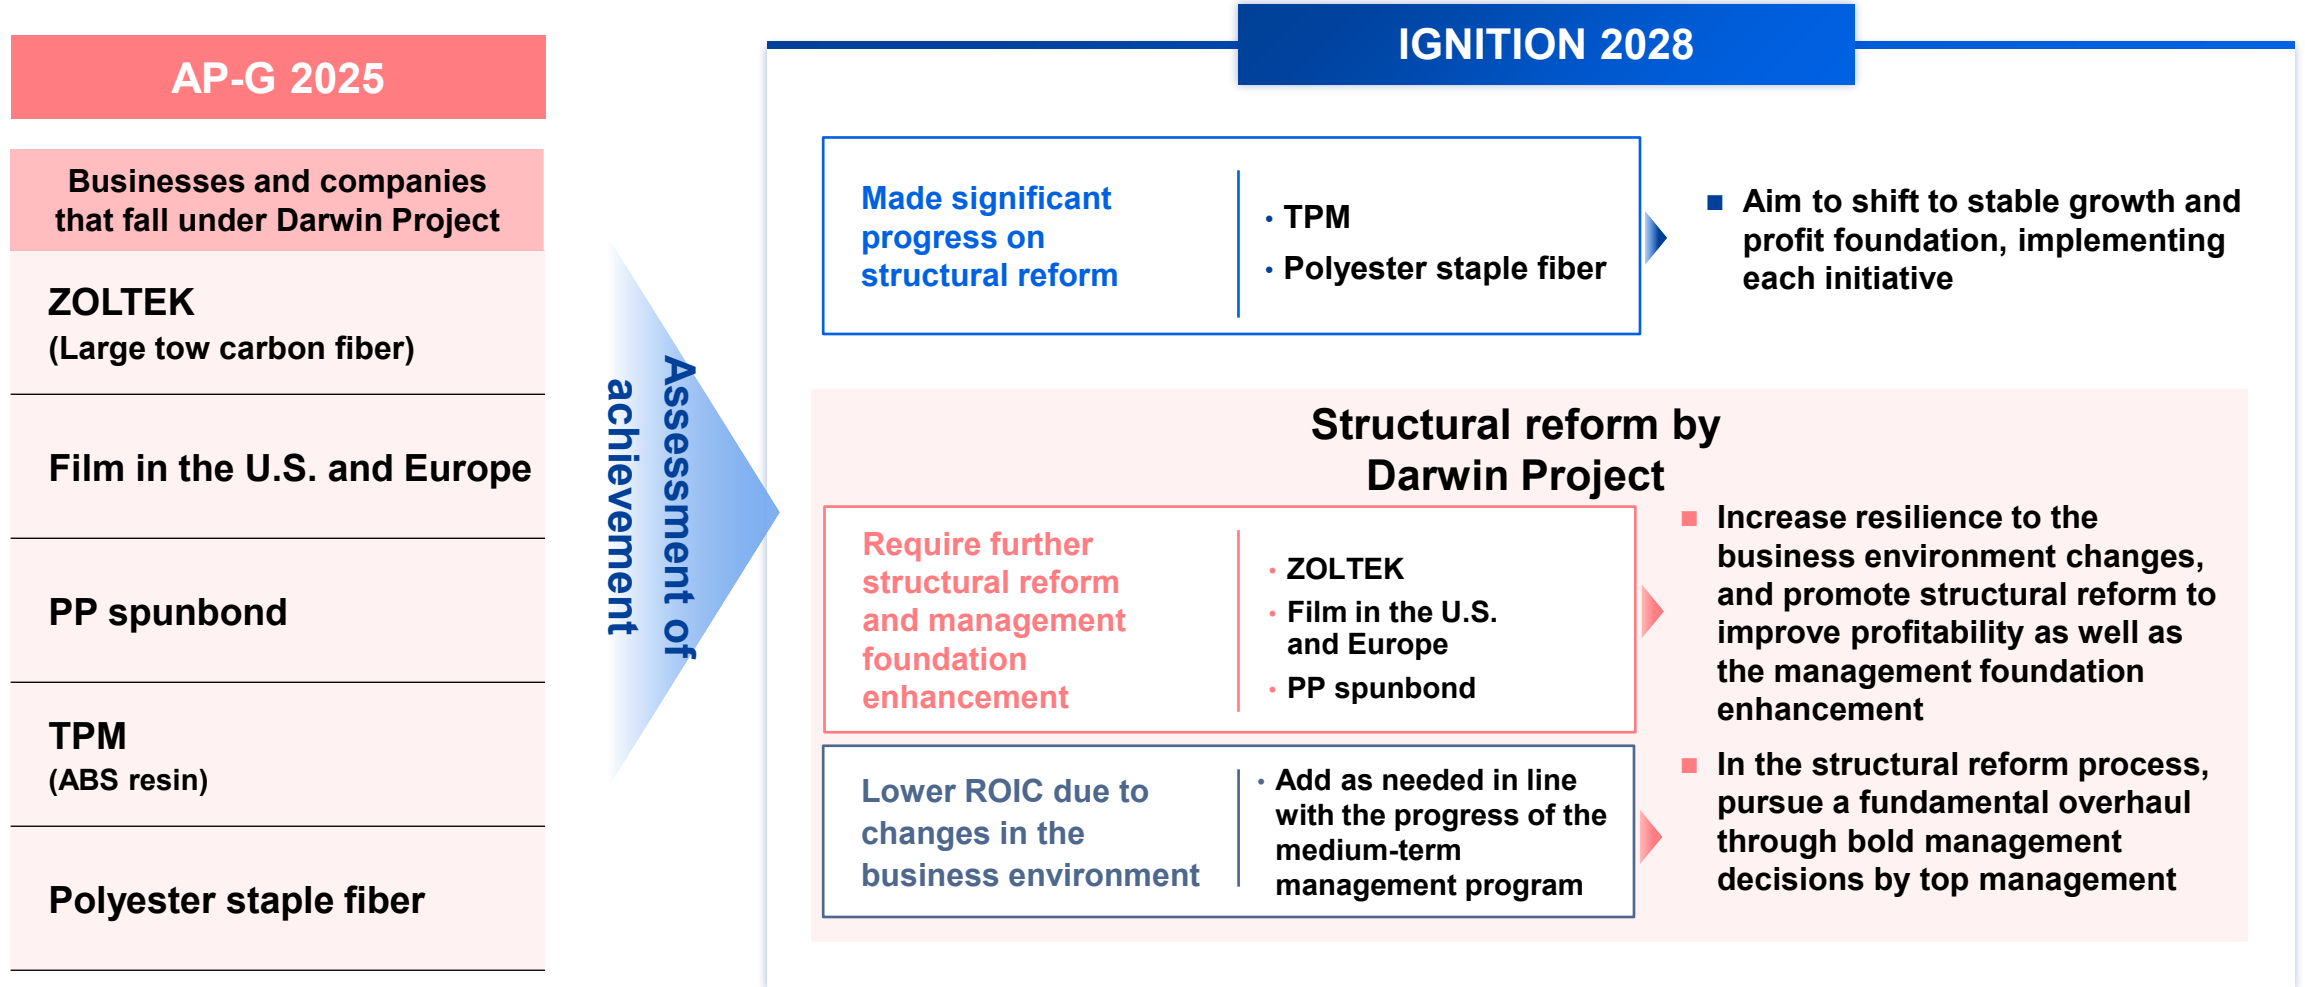 AP-G 2025
Businesses and companies
that fall under Darwin Project
ZOLTEK
(Large tow carbon fiber)
Film in the U.S. and Europe
PP spunbond
TPM
(ABS resin)
Polyester staple fiber
Assessment of
achievement
IGNITION 2028
Made significant
progress on
structural reform
・TPM
・Polyester staple fiber
■ Aim to shift to stable growth and
profit foundation, implementing
each initiative
Structural reform by
Darwin Project
Require further
structural reform
and management
foundation
enhancement
・ZOLTEK
・Film in the U.S.
and Europe
・PP spunbond
■ Increase resilience to the
business environment changes,
and promote structural reform to
improve profitability as well as
the management foundation
enhancement
Lower ROIC due to
changes in the
business environment
・Add as needed in line
with the progress of the
medium-term
management program
■ In the structural reform process,
pursue a fundamental overhaul
through bold management
decisions by top management